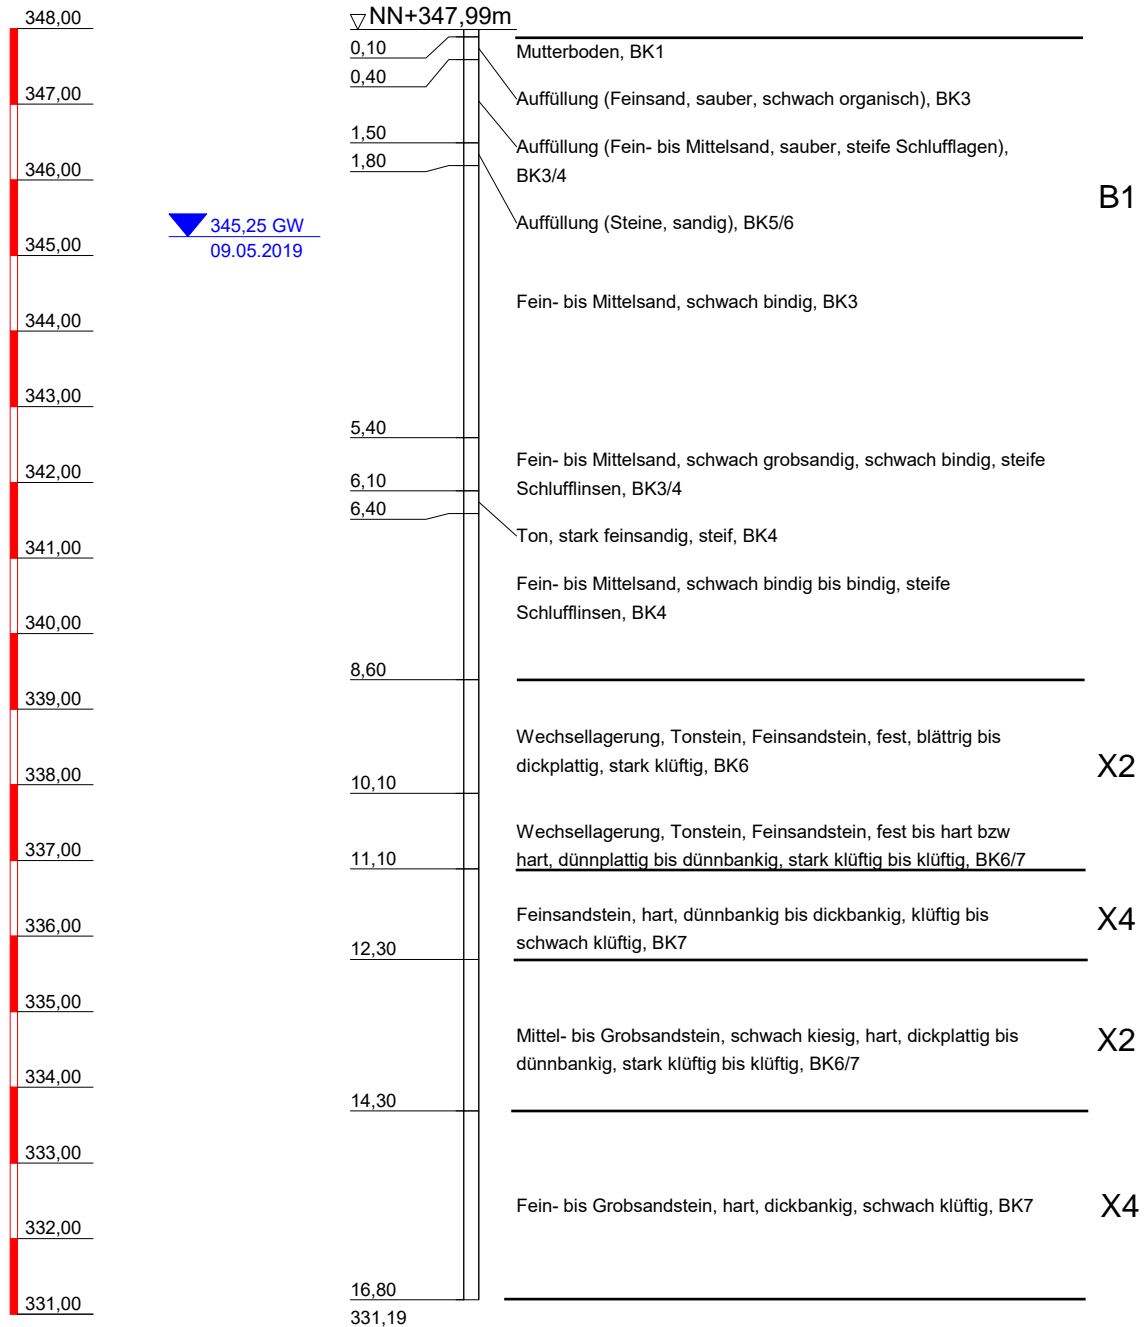 348,00
NN+347,99m
0,10
Mutterboden, BK1
0,40
347,00
Auffüllung (Feinsand, sauber, schwach organisch), BK3
1,50
Auffüllung (Fein- bis Mittelsand, sauber, steife Schlufflagen),
BK3/4
1,80
346,00
B1
345,25 GW
Auffüllung (Steine, sandig), BK5/6
345,00
09.05.2019
Fein- bis Mittelsand, schwach bindig, BK3
344,00
343,00
5,40
Fein- bis Mittelsand, schwach grobsandig, schwach bindig, steife
Schlufflinsen, BK3/4
342,00
6,10
6,40
Ton, stark feinsandig, steif, BK4
341,00
Fein- bis Mittelsand, schwach bindig bis bindig, steife
Schlufflinsen, BK4
340,00
8,60
339,00
Wechsellagerung, Tonstein, Feinsandstein, fest, blättrig bis
dickplattig, stark klüftig, BK6
X2
338,00
10,10
Wechsellagerung, Tonstein, Feinsandstein, fest bis hart bzw
hart, dünnplattig bis dünnbankig, stark klüftig bis klüftig, BK6/7
337,00
11,10
Feinsandstein, hart, dünnbankig bis dickbankig, klüftig bis
schwach klüftig, BK7
X4
336,00
12,30
335,00
Mittel- bis Grobsandstein, schwach kiesig, hart, dickplattig bis
dünnbankig, stark klüftig bis klüftig, BK6/7
X2
334,00
14,30
333,00
Fein- bis Grobsandstein, hart, dickbankig, schwach klüftig, BK7
X4
332,00
16,80
331,00
331,19